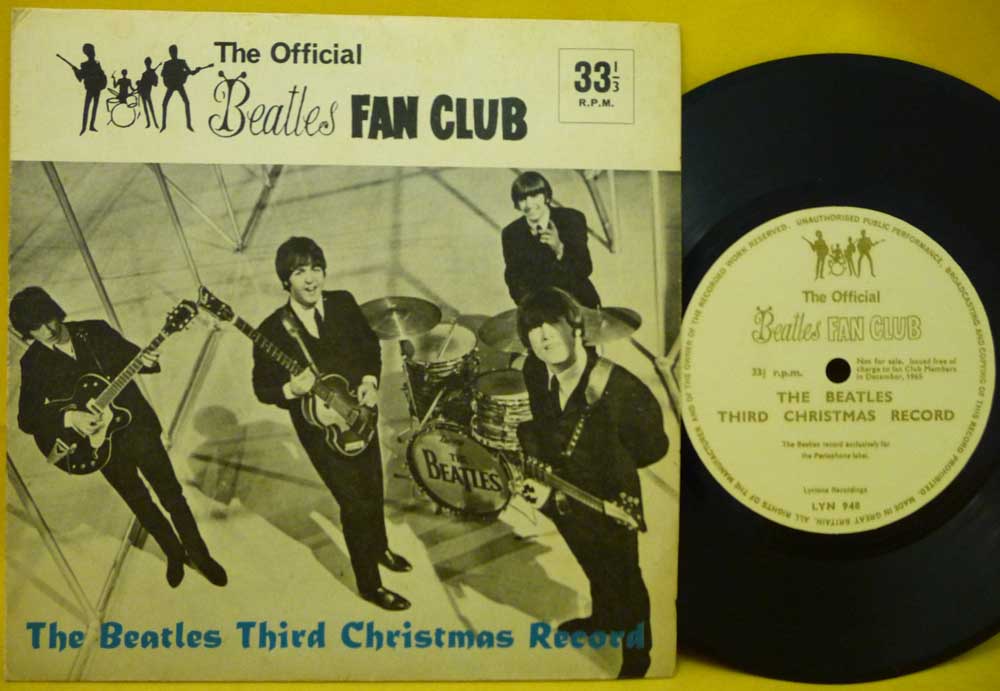 The Official
Beatles FAN CLUB
33 1/3
R.P.M.
THE
BEATLES
The Beatles Third Christmas Record
UNAUTHORISED PUBLIC PERFORMANCE, BROADCASTING AND COPYING OF THIS RECORD PROHIBITED. MADE IN GREAT BRITAIN. ALL RIGHTS OF THE MANUFACTURER AND OF THE OWNER OF THE RECORDED WORK RESERVED.
The Official
Beatles FAN CLUB
33⅓ r.p.m.
Not for sale. Issued free of
charge to fan Club Members
in December, 1965
THE BEATLES
THIRD CHRISTMAS RECORD
The Beatles record exclusively for
the Parlophone label.
Lyntone Recordings
LYN 948